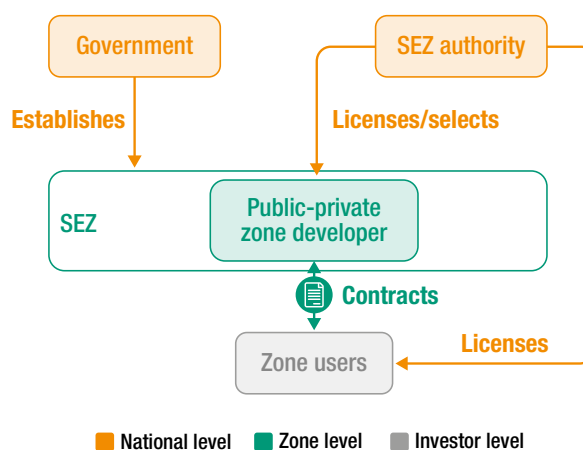 Government
SEZ authority
Establishes
Licenses/selects
SEZ
Public-private
zone developer
Contracts
Licenses
Zone users
National level
Zone level
Investor level